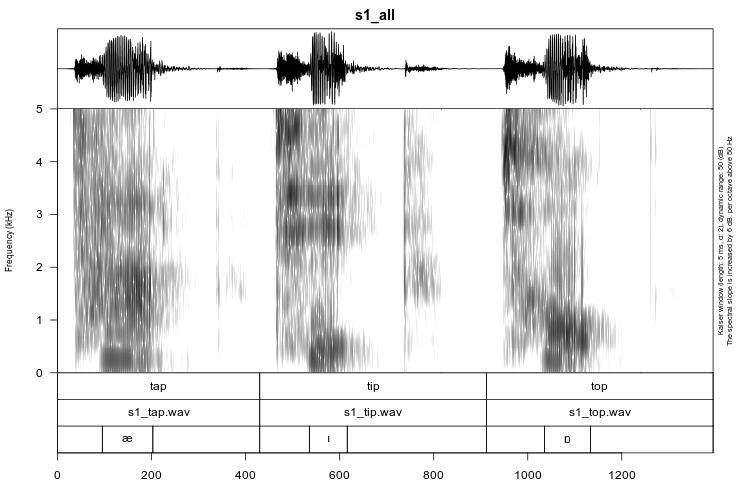 s1_all
5
4
3
2
1
0
Frequency (kHz)
Kaiser window (length: 5 ms, α: 2), dynamic range: 50 (dB)
The spectral slope is increased by 6 dB. per octave above 50 Hz
tap tip top
s1_tap.wav s1_tip.wav s1_top.wav
æ ɪ ɒ
0 200 400 600 800 1000 1200